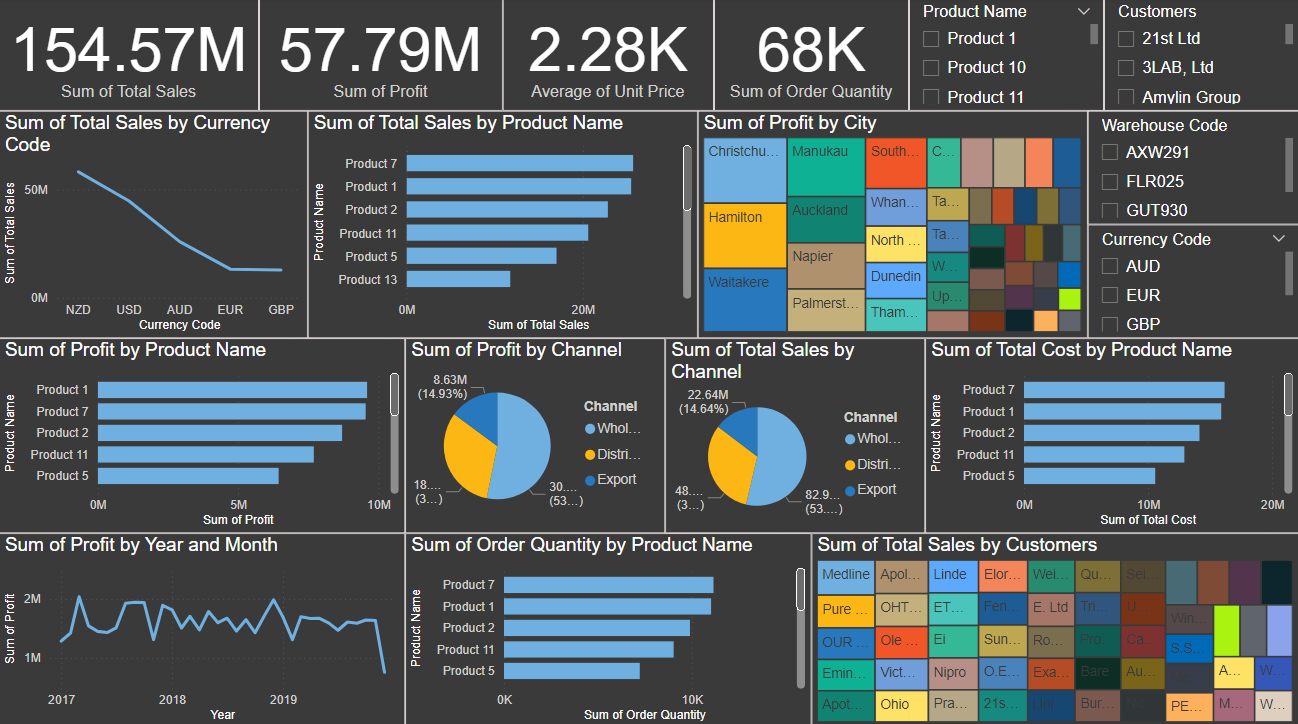 154.57M
Sum of Total Sales
57.79M
Sum of Profit
2.28K
Average of Unit Price
68K
Sum of Order Quantity
Product Name
Product 1
Product 10
Product 11
Customers
21st Ltd
3LAB, Ltd
Amylin Group
Sum of Total Sales by Currency
Code
Sum of Total Sales
50M
0M
NZD USD AUD EUR GBP
Currency Code
Sum of Total Sales by Product Name
Product Name
Product 7
Product 1
Product 2
Product 11
Product 5
Product 13
0M 20M
Sum of Total Sales
Sum of Profit by City
Christchu...
Hamilton
Waitakere
Manukau
Auckland
Napier
Palmerst...
South...
Whan...
North ...
Dunedin
Tham...
C...
Ta...
Ta...
W...
Up...
Warehouse Code
AXW291
FLR025
GUT930
Currency Code
AUD
EUR
GBP
Sum of Profit by Product Name
Product Name
Product 1
Product 7
Product 2
Product 11
Product 5
0M 5M 10M
Sum of Profit
Sum of Profit by Channel
8.63M
(14.93%)
18....
(3...)
30....
(53...)
Channel
Whol...
Distri...
Export
Sum of Total Sales by
Channel
22.64M
(14.64%)
48....
(3...)
82.9...
(53....)
Channel
Whol...
Distri...
Export
Sum of Total Cost by Product Name
Product Name
Product 7
Product 1
Product 2
Product 11
Product 5
0M 10M 20M
Sum of Total Cost
Sum of Profit by Year and Month
Sum of Profit
2M
1M
2017 2018 2019
Year
Sum of Order Quantity by Product Name
Product Name
Product 7
Product 1
Product 2
Product 11
Product 5
0K 10K
Sum of Order Quantity
Sum of Total Sales by Customers
Medline
Pure ...
OUR ...
Emin...
Apot...
Apol...
OHT...
Ole ...
Vict...
Ohio
Linde
ET...
Ei
Nipro
Pra...
Elor...
Fen...
Sun...
O.E...
21s...
Wei...
E. Ltd
Ro...
Exa...
Qu...
Tri...
Pro...
Bare
Bur...
Sei...
U...
Ca...
Au...
Win...
S.S...
PE...
A...
M...
W...
W...